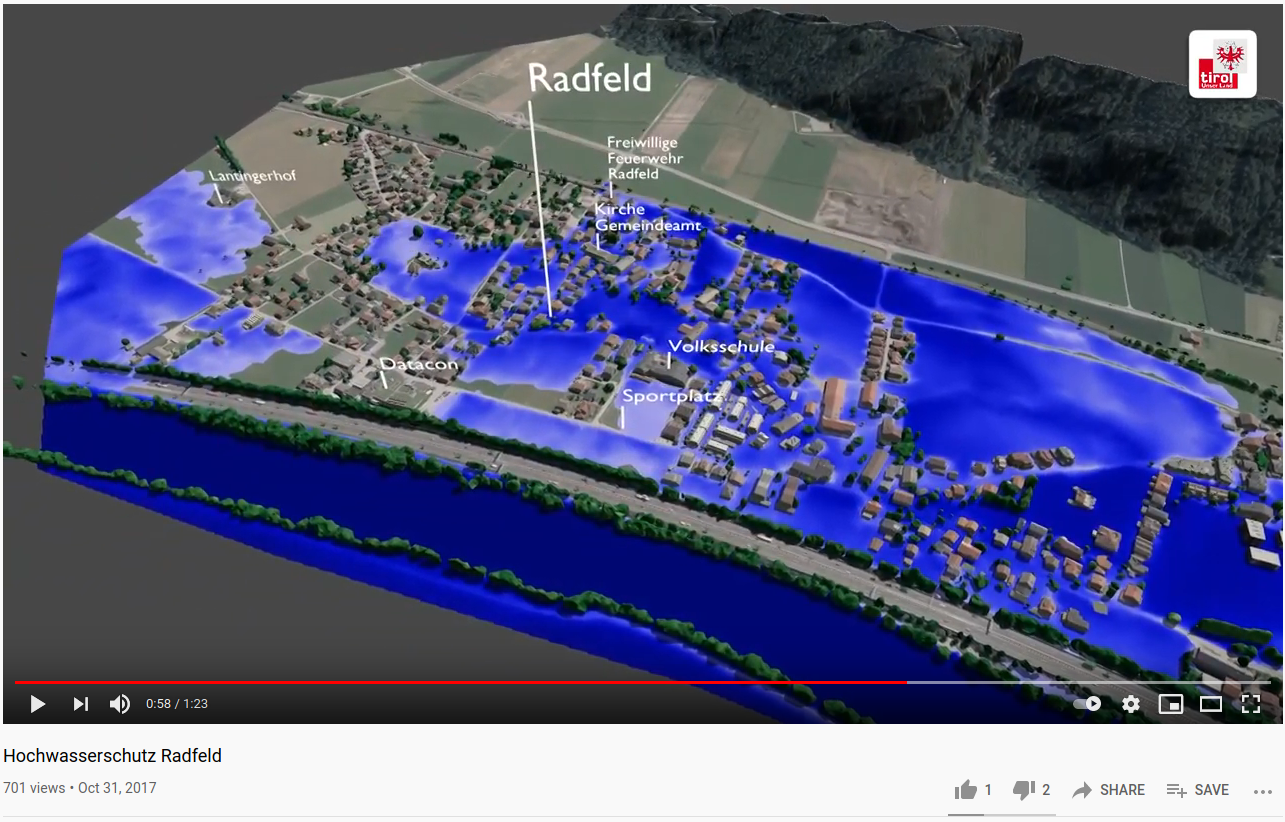 Radfeld
tirol
Unser Land
Freiwillige
Feuerwehr
Radfeld
Lantingerhof
Kirche
Gemeindeamt
Volksschule
Datacon
Sportplatz
0:58 / 1:23
Hochwasserschutz Radfeld
701 views • Oct 31, 2017
1
2
SHARE
SAVE